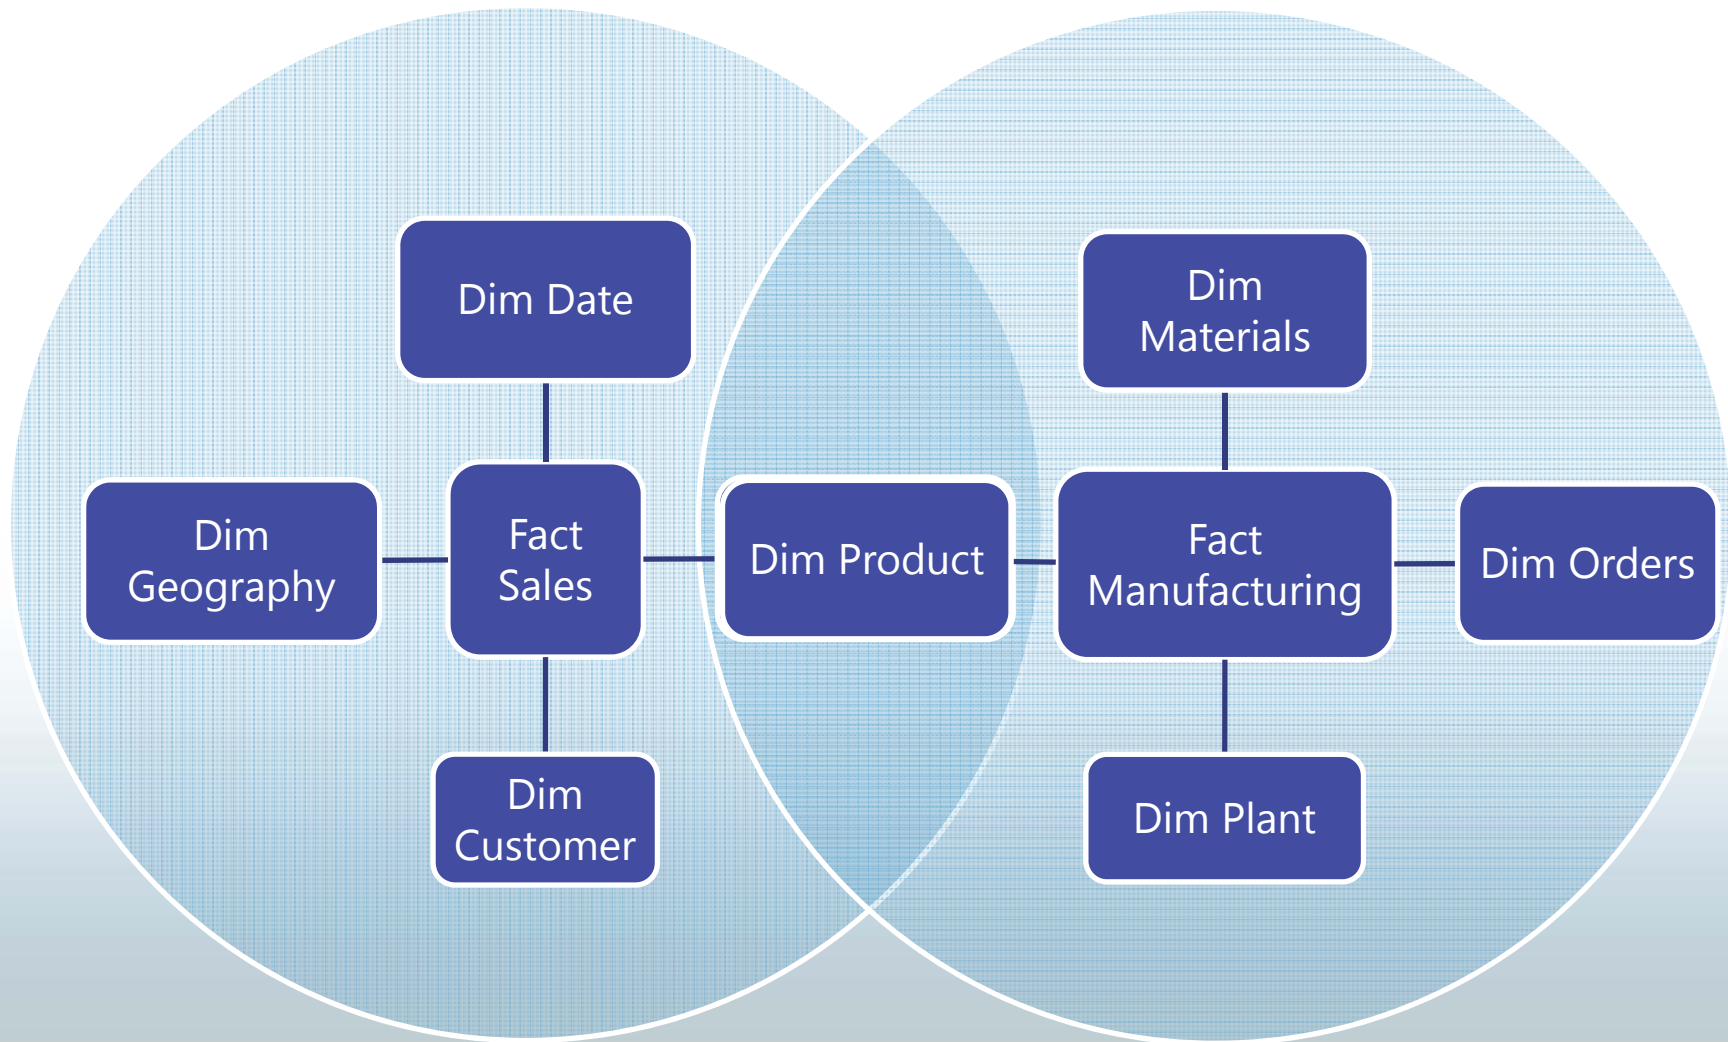 Dim Date
Dim
Materials
Dim
Geography
Fact
Sales
Dim Product
Fact
Manufacturing
Dim Orders
Dim
Customer
Dim Plant